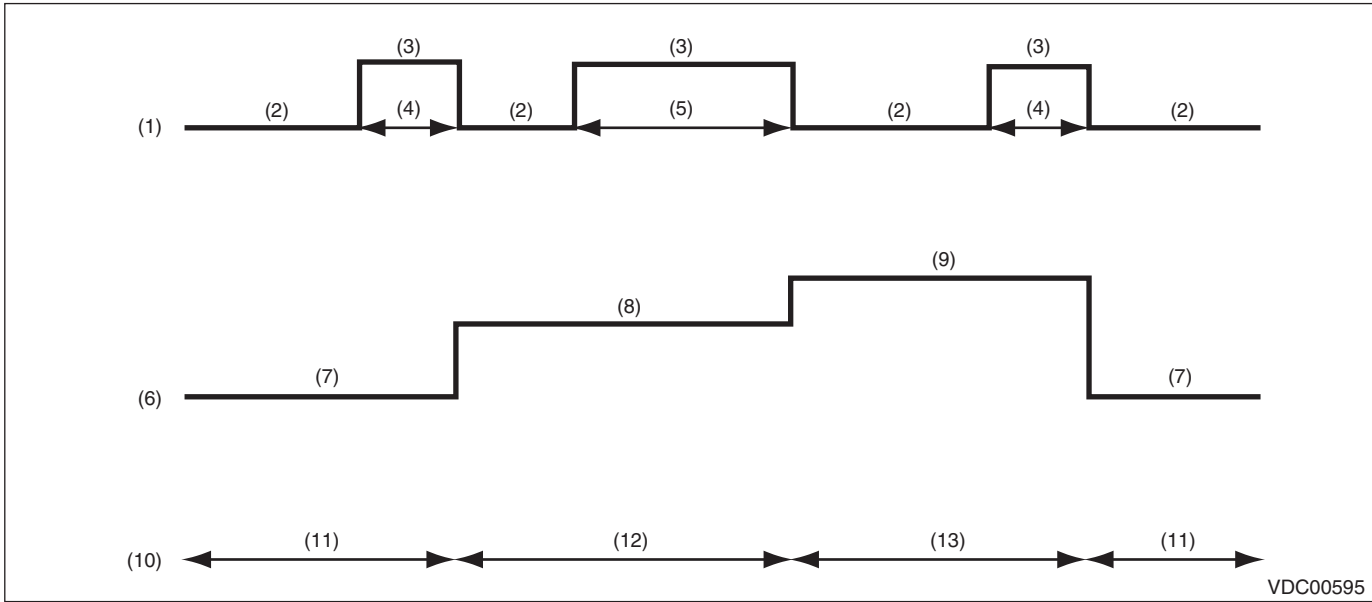 (3) (3) (3)
(2) (4) (2) (5) (2) (4) (2)
(1)
(9)
(8)
(7) (7)
(6)
(11) (12) (13) (11)
(10)
VDC00595